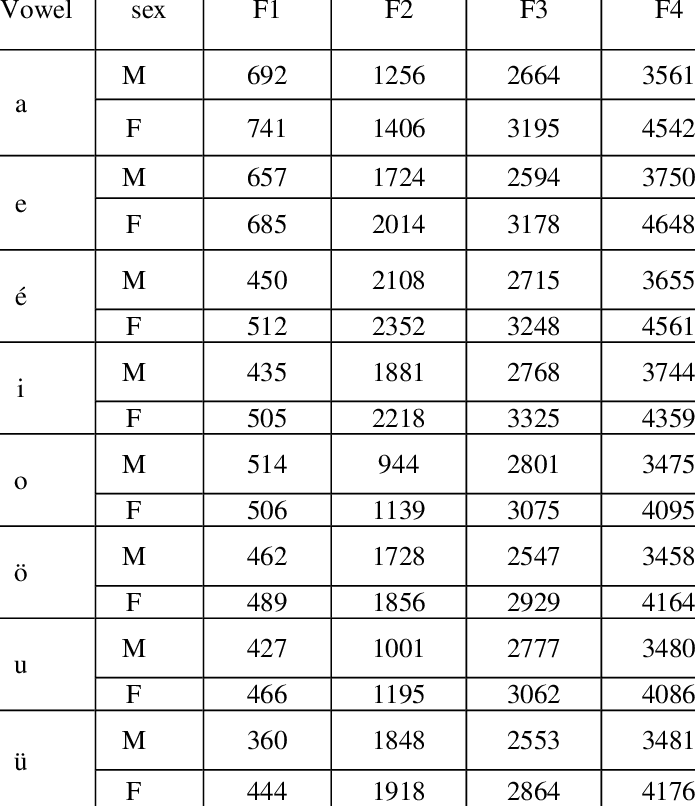 Vowel sex F1 F2 F3 F4
a M 692 1256 2664 3561
F 741 1406 3195 4542
e M 657 1724 2594 3750
F 685 2014 3178 4648
é M 450 2108 2715 3655
F 512 2352 3248 4561
i M 435 1881 2768 3744
F 505 2218 3325 4359
o M 514 944 2801 3475
F 506 1139 3075 4095
ö M 462 1728 2547 3458
F 489 1856 2929 4164
u M 427 1001 2777 3480
F 466 1195 3062 4086
ü M 360 1848 2553 3481
F 444 1918 2864 4176